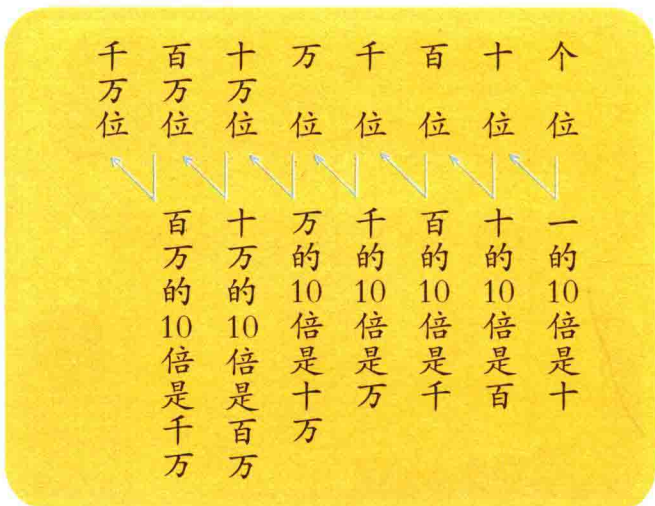 千万位
百万位
十万位
万位
千位
百位
十位
个位
百万的10倍是千万
十万的10倍是百万
万的10倍是十万
千的10倍是万
百的10倍是千
十的10倍是百
一的10倍是十